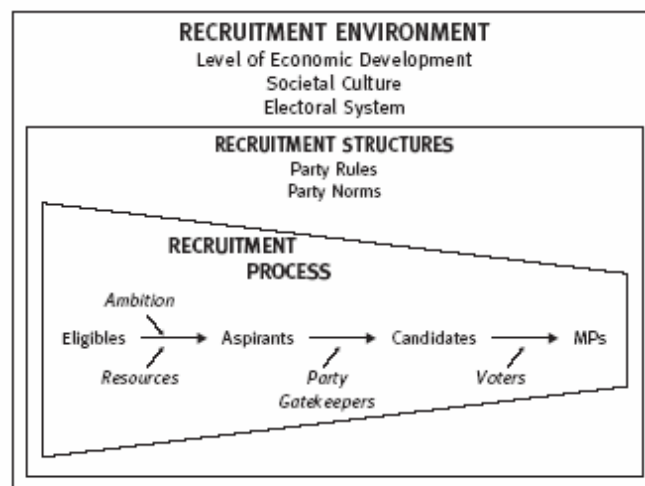 RECRUITMENT ENVIRONMENT
Level of Economic Development
Societal Culture
Electoral System
RECRUITMENT STRUCTURES
Party Rules
Party Norms
RECRUITMENT
PROCESS
Ambition
Eligibles Aspirants Candidates MPs
Resources Party Voters
Gatekeepers